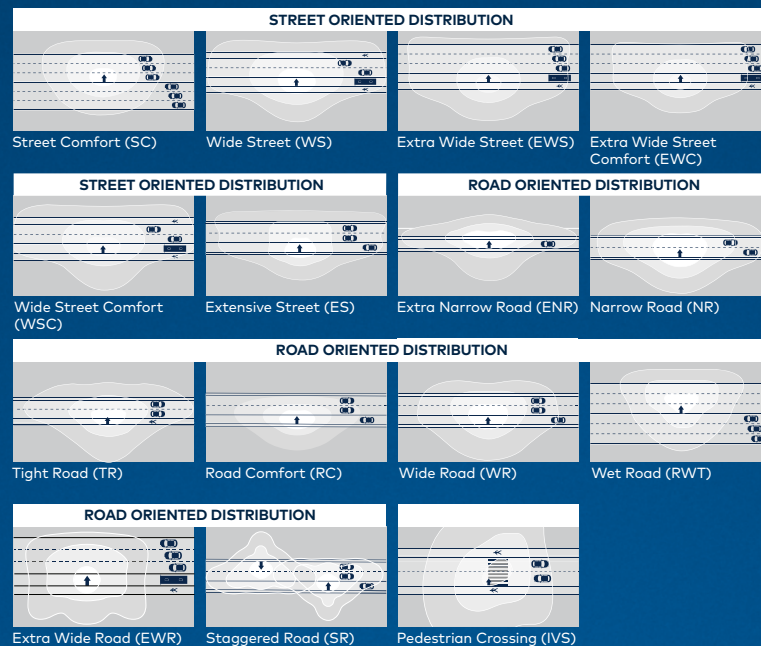 STREET ORIENTED DISTRIBUTION
Street Comfort (SC)
Wide Street (WS)
Extra Wide Street (EWS)
Extra Wide Street
Comfort (EWC)
STREET ORIENTED DISTRIBUTION
ROAD ORIENTED DISTRIBUTION
Wide Street Comfort
(WSC)
Extensive Street (ES)
Extra Narrow Road (ENR)
Narrow Road (NR)
ROAD ORIENTED DISTRIBUTION
Tight Road (TR)
Road Comfort (RC)
Wide Road (WR)
Wet Road (RWT)
ROAD ORIENTED DISTRIBUTION
Extra Wide Road (EWR)
Staggered Road (SR)
Pedestrian Crossing (IVS)